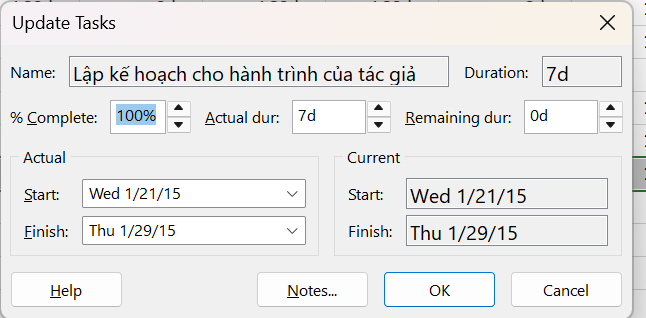 Update Tasks
Name: Lập kế hoạch cho hành trình của tác giả Duration: 7d
% Complete: 100% Actual dur: 7d Remaining dur: 0d
Actual Current
Start: Wed 1/21/15 Start: Wed 1/21/15
Finish: Thu 1/29/15 Finish: Thu 1/29/15
Help Notes... OK Cancel